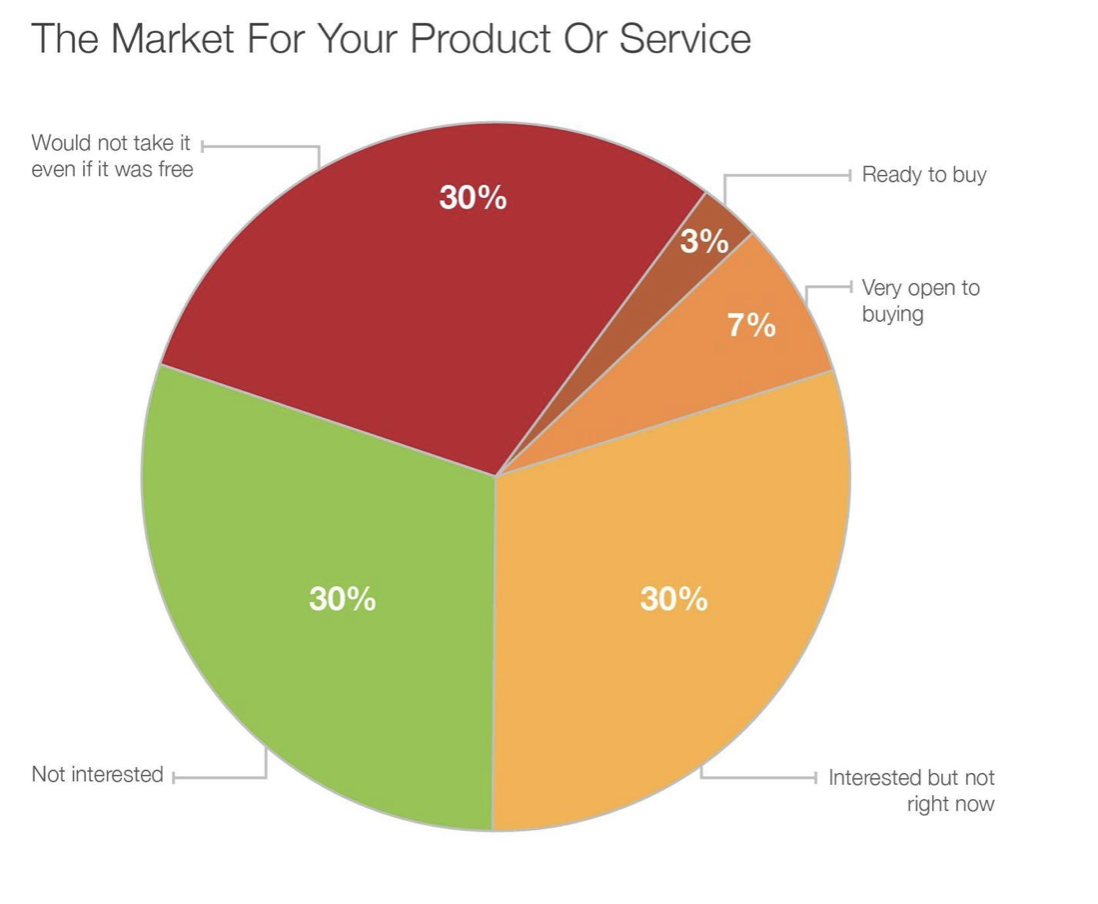 The Market For Your Product Or Service
Would not take it
even if it was free
30%
Ready to buy
3%
Very open to
buying
7%
30%
30%
Not interested
Interested but not
right now